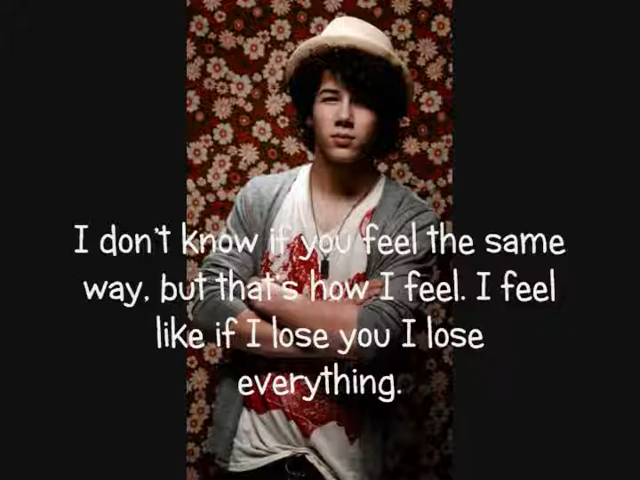 I don't know if you feel the same
way, but that's how I feel. I feel
like if I lose you I lose
everything.